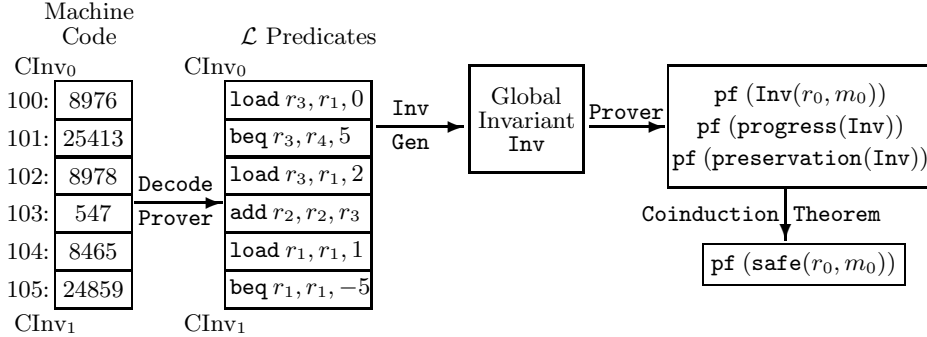 Machine
Code
ℒ Predicates
CInv₀
CInv₀
100: 8976
load r₃, r₁, 0
101: 25413
beq r₃, r₄, 5
102: 8978
load r₃, r₁, 2
103: 547
add r₂, r₂, r₃
104: 8465
load r₁, r₁, 1
105: 24859
beq r₁, r₁, −5
CInv₁
CInv₁
Decode
Prover
Inv
Gen
Global
Invariant
Inv
Prover
pf (Inv(r₀, m₀))
pf (progress(Inv))
pf (preservation(Inv))
Coinduction Theorem
pf (safe(r₀, m₀))